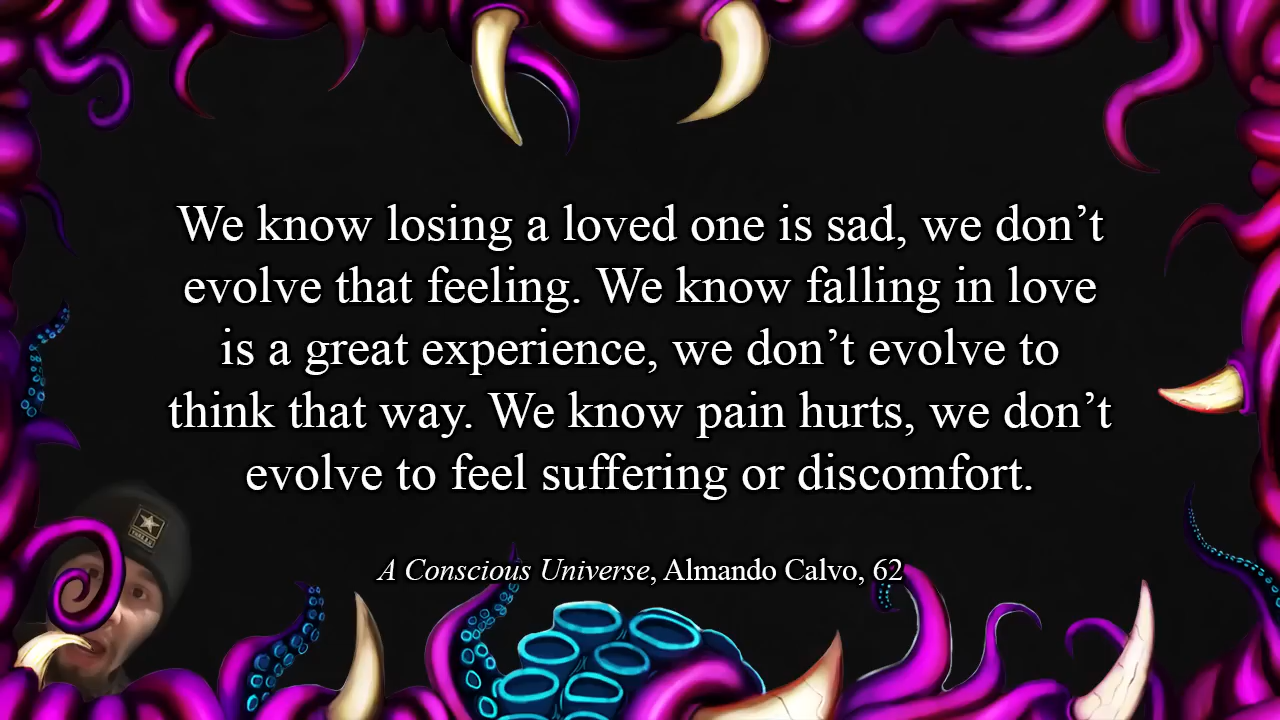 We know losing a loved one is sad, we don’t
evolve that feeling. We know falling in love
is a great experience, we don’t evolve to
think that way. We know pain hurts, we don’t
evolve to feel suffering or discomfort.
A Conscious Universe, Almando Calvo, 62